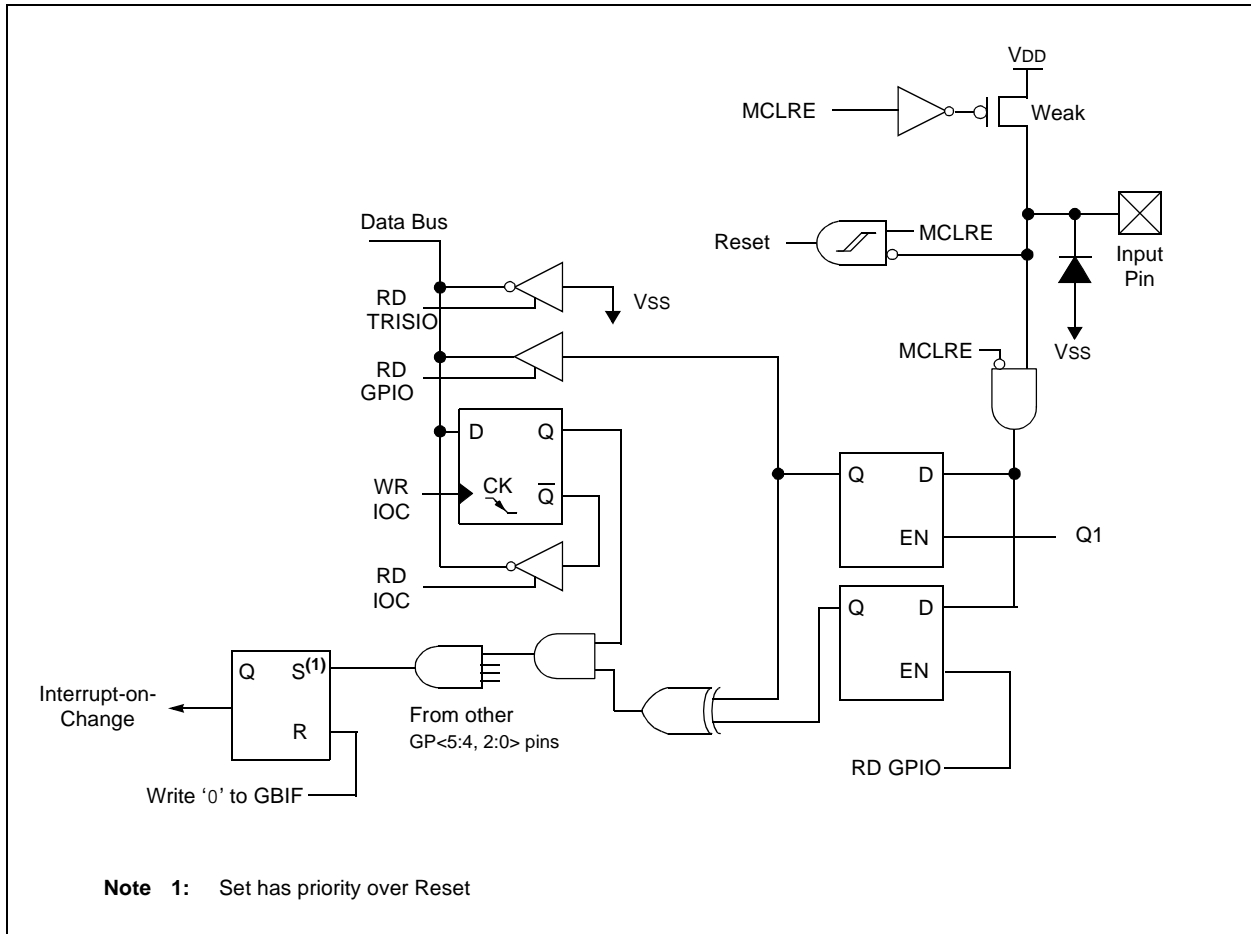 VDD
MCLRE
Weak
Data Bus
Reset
MCLRE
Input
Pin
RD
TRISIO
VSS
RD
GPIO
MCLRE
VSS
D
Q
Q
D
WR
IOC
CK
Q
EN
Q1
RD
IOC
Q
D
Q
S(1)
EN
Interrupt-on-
Change
From other
GP<5:4, 2:0> pins
R
RD GPIO
Write ‘0’ to GBIF
Note 1: Set has priority over Reset